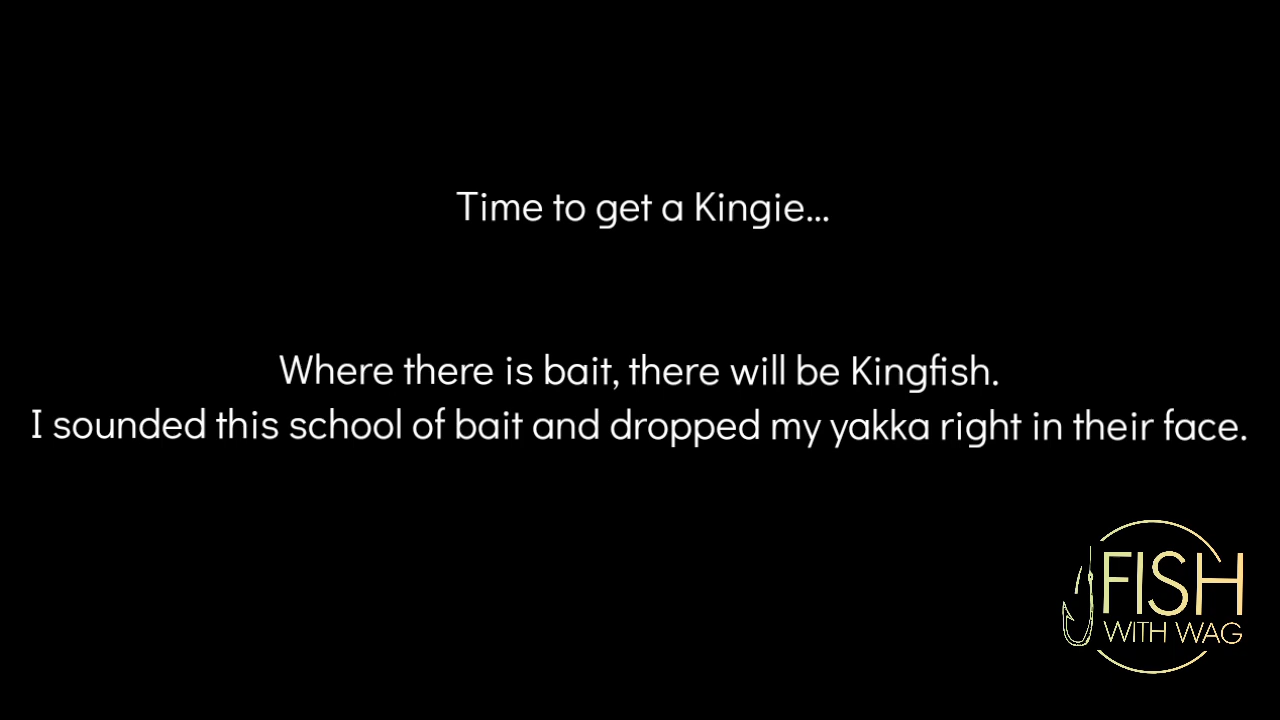 Time to get a Kingie...
Where there is bait, there will be Kingfish.
I sounded this school of bait and dropped my yakka right in their face.
FISH
WITH WAG